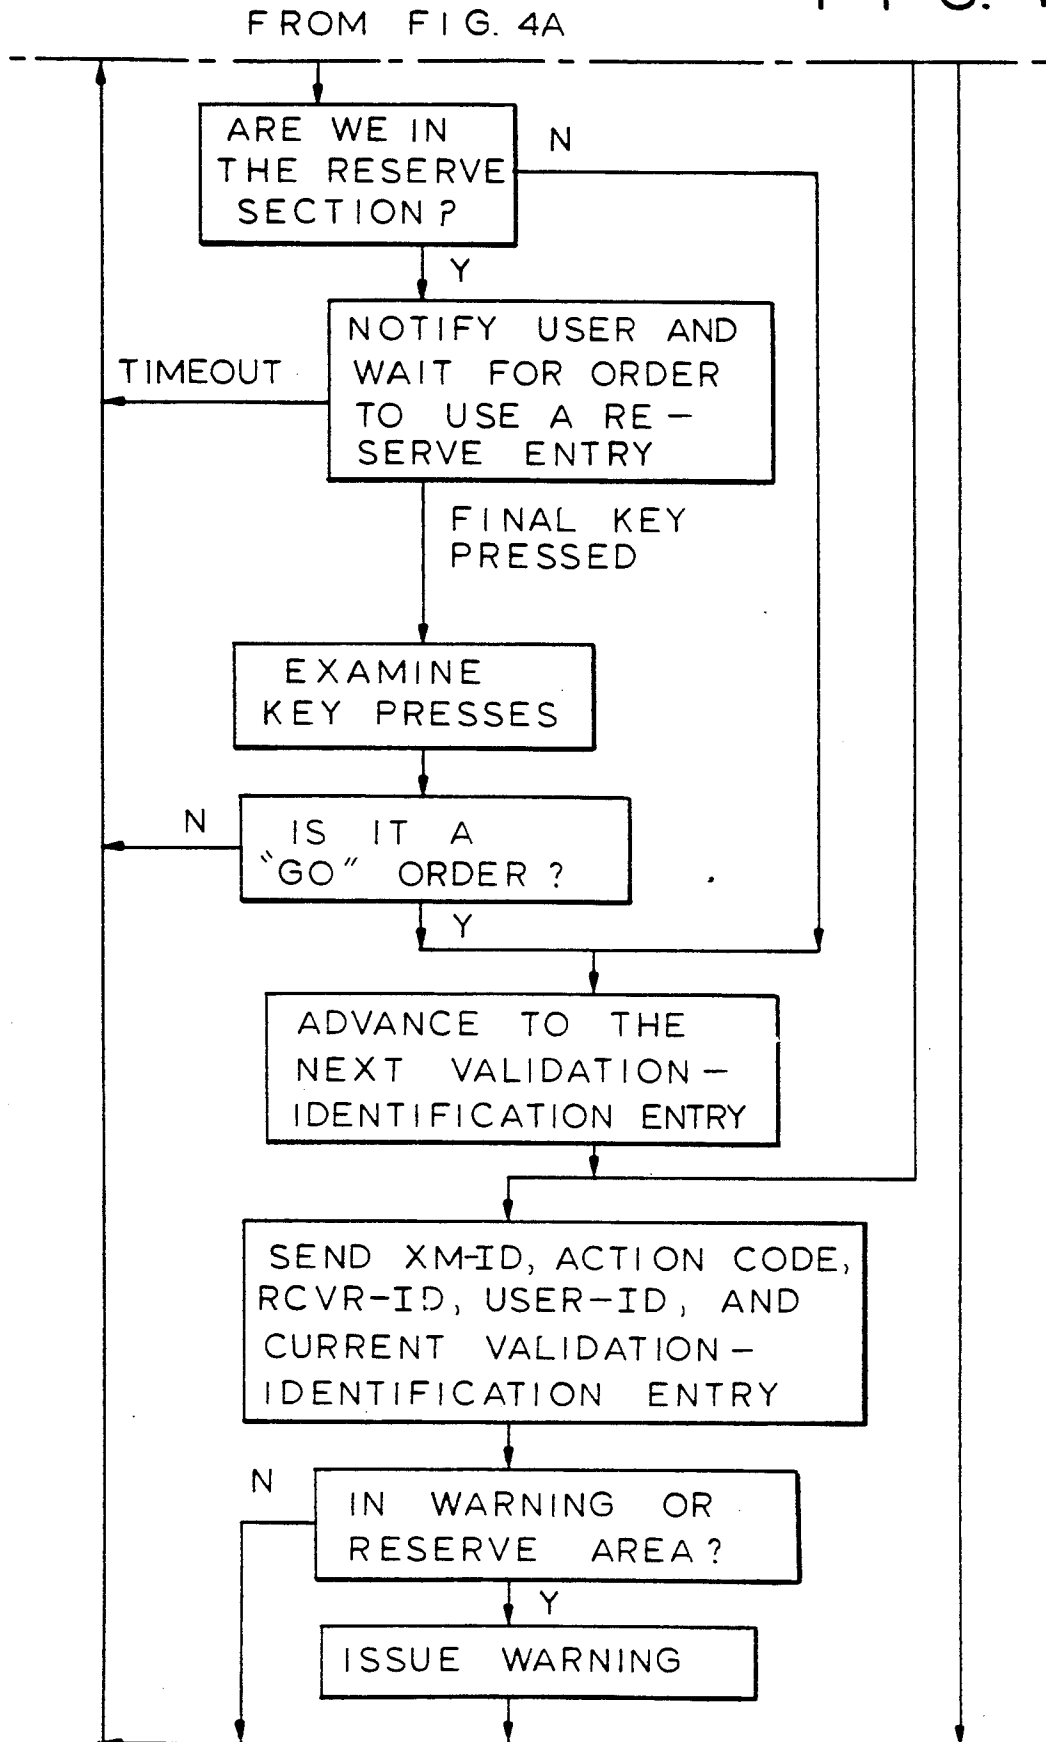 FROM FIG. 4A
FIG.
ARE WE IN
THE RESERVE
SECTION?
N
Y
NOTIFY USER AND
WAIT FOR ORDER
TO USE A RE-
SERVE ENTRY
TIMEOUT
FINAL KEY
PRESSED
EXAMINE
KEY PRESSES
N
IS IT A
"GO" ORDER?
Y
ADVANCE TO THE
NEXT VALIDATION-
IDENTIFICATION ENTRY
SEND XM-ID, ACTION CODE,
RCVR-ID, USER-ID, AND
CURRENT VALIDATION-
IDENTIFICATION ENTRY
N
IN WARNING OR
RESERVE AREA?
Y
ISSUE WARNING